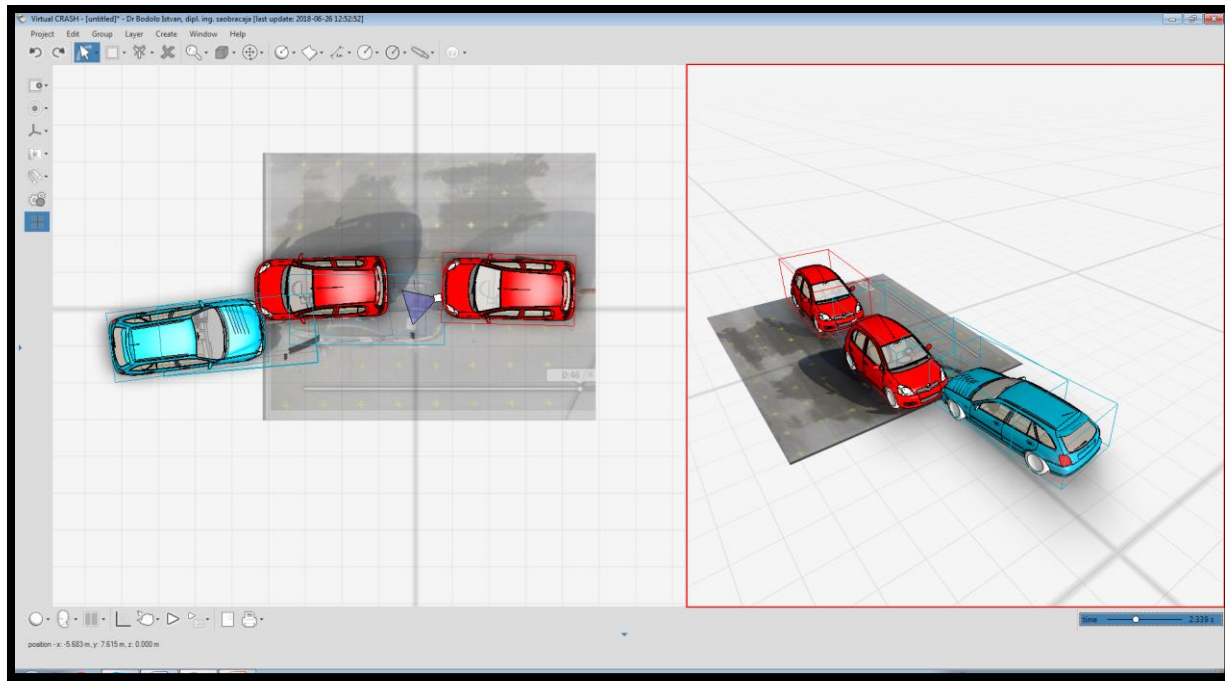 Virtual CRASH - [untitled]* - Dr Bodolo Istvan, dipl. ing. saobracaja [last update: 2018-06-26 12:52:52]
Project Edit Group Layer Create Window Help
time 2.339 s
position - x: -5.683 m, y: 7.615 m, z: 0.000 m